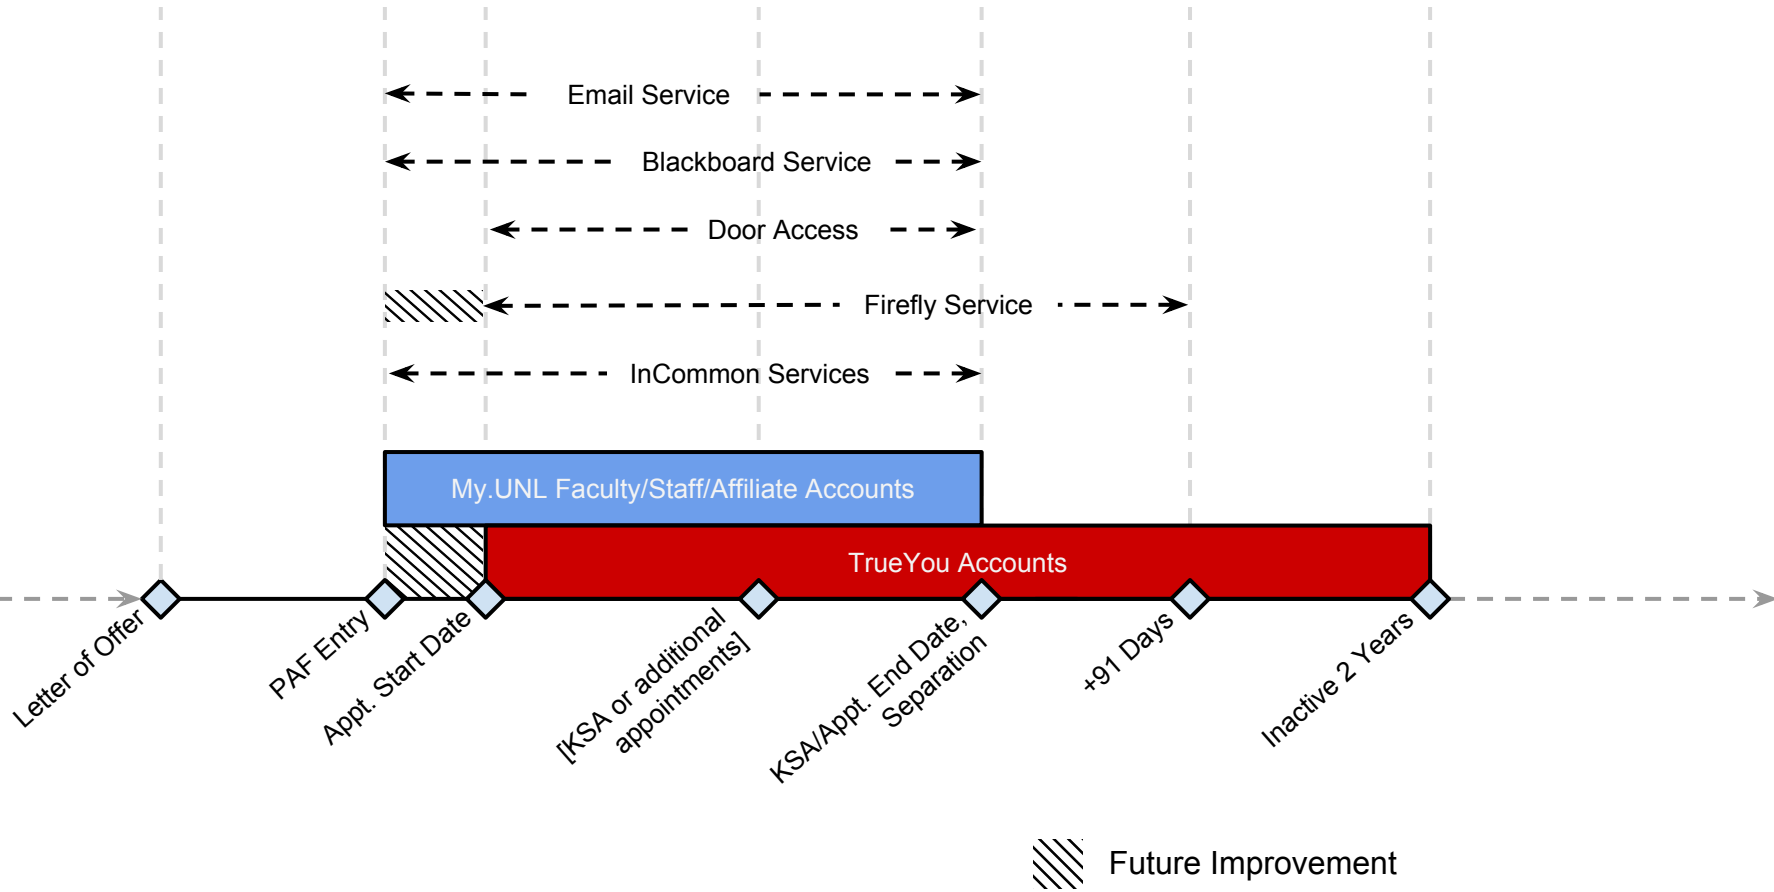 Email Service
Blackboard Service
Door Access
Firefly Service
InCommon Services
My.UNL Faculty/Staff/Affiliate Accounts
TrueYou Accounts
Letter of Offer
PAF Entry
Appt. Start Date
[KSA or additional
appointments]
KSA/Appt. End Date,
Separation
+91 Days
Inactive 2 Years
Future Improvement